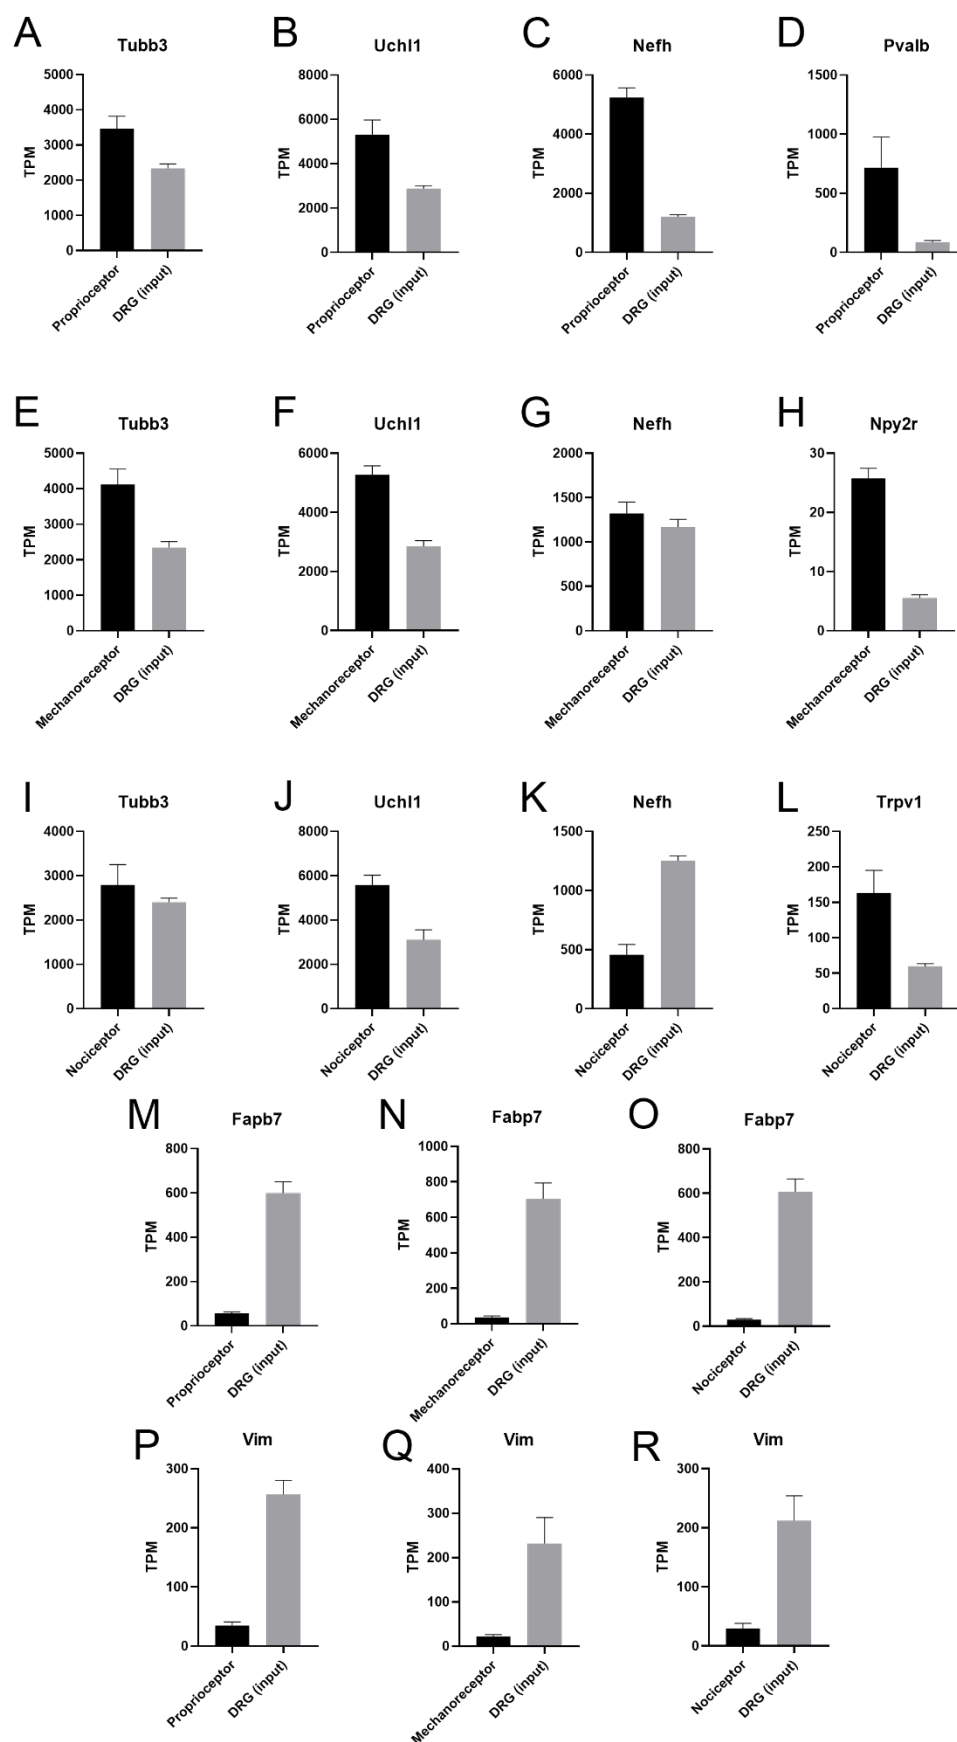 A B C D
Tubb3 Uchl1 Nefh Pvalb
5000 4000 3000 2000 1000 0 TPM Proprioceptor DRG (input)
8000 6000 4000 2000 0 TPM Proprioceptor DRG (input)
6000 4000 2000 0 TPM Proprioceptor DRG (input)
1500 1000 500 0 TPM Proprioceptor DRG (input)
E F G H
Tubb3 Uchl1 Nefh Npy2r
5000 4000 3000 2000 1000 0 TPM Mechanoreceptor DRG (input)
6000 4000 2000 0 TPM Mechanoreceptor DRG (input)
2000 1500 1000 500 0 TPM Mechanoreceptor DRG (input)
30 20 10 0 TPM Mechanoreceptor DRG (input)
I J K L
Tubb3 Uchl1 Nefh Trpv1
4000 3000 2000 1000 0 TPM Nociceptor DRG (input)
8000 6000 4000 2000 0 TPM Nociceptor DRG (input)
1500 1000 500 0 TPM Nociceptor DRG (input)
250 200 150 100 50 0 TPM Nociceptor DRG (input)
M N O
Fapb7 Fabp7 Fabp7
800 600 400 200 0 TPM Proprioceptor DRG (input)
1000 800 600 400 200 0 TPM Mechanoreceptor DRG (input)
800 600 400 200 0 TPM Nociceptor DRG (input)
P Q R
Vim Vim Vim
300 200 100 0 TPM Proprioceptor DRG (input)
400 300 200 100 0 TPM Mechanoreceptor DRG (input)
300 200 100 0 TPM Nociceptor DRG (input)